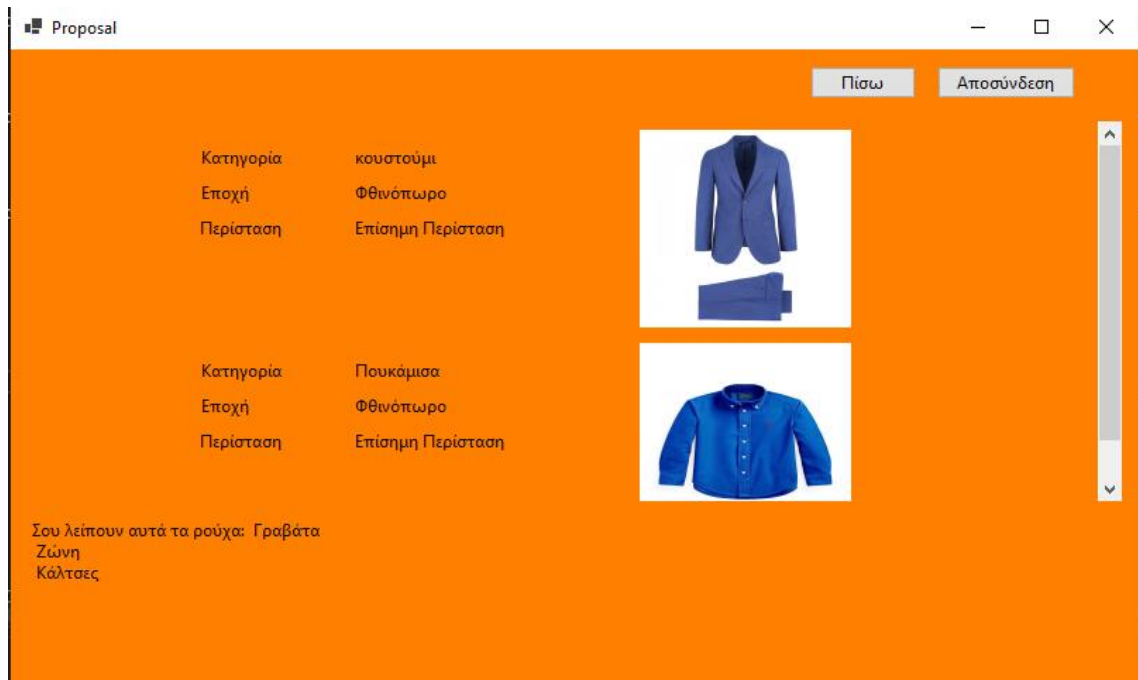 Proposal
Πίσω Αποσύνδεση
Κατηγορία κουστούμι
Εποχή Φθινόπωρο
Περίσταση Επίσημη Περίσταση
Κατηγορία Πουκάμισα
Εποχή Φθινόπωρο
Περίσταση Επίσημη Περίσταση
Σου λείπουν αυτά τα ρούχα: Γραβάτα
Ζώνη
Κάλτσες